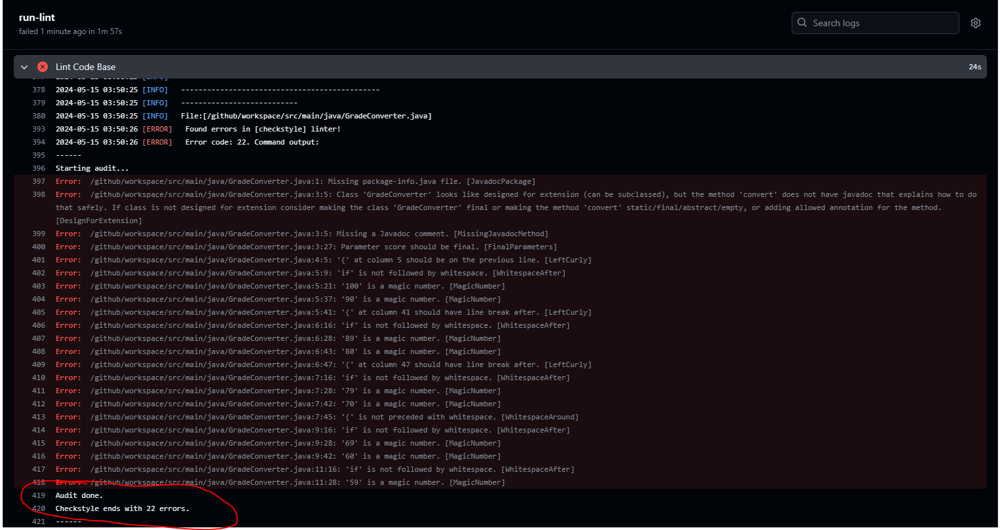 run-lint
failed 1 minute ago in 1m 57s
Search logs
Lint Code Base
24s
378 2024-05-15 03:50:25 [INFO] ----------------------------------------------
379 2024-05-15 03:50:25 [INFO] ---------------------------
380 2024-05-15 03:50:25 [INFO] File:[/github/workspace/src/main/java/GradeConverter.java]
393 2024-05-15 03:50:26 [ERROR] Found errors in [checkstyle] linter!
394 2024-05-15 03:50:26 [ERROR] Error code: 22. Command output:
395 ------
396 Starting audit...
397 Error: /github/workspace/src/main/java/GradeConverter.java:1: Missing package-info.java file. [JavadocPackage]
398 Error: /github/workspace/src/main/java/GradeConverter.java:3:5: Class 'GradeConverter' looks like designed for extension (can be subclassed), but the method 'convert' does not have javadoc that explains how to do
that safely. If class is not designed for extension consider making the class 'GradeConverter' final or making the method 'convert' static/final/abstract/empty, or adding allowed annotation for the method.
[DesignForExtension]
399 Error: /github/workspace/src/main/java/GradeConverter.java:3:5: Missing a Javadoc comment. [MissingJavadocMethod]
400 Error: /github/workspace/src/main/java/GradeConverter.java:3:27: Parameter score should be final. [FinalParameters]
401 Error: /github/workspace/src/main/java/GradeConverter.java:4:5: '{' at column 5 should be on the previous line. [LeftCurly]
402 Error: /github/workspace/src/main/java/GradeConverter.java:5:9: 'if' is not followed by whitespace. [WhitespaceAfter]
403 Error: /github/workspace/src/main/java/GradeConverter.java:5:21: '100' is a magic number. [MagicNumber]
404 Error: /github/workspace/src/main/java/GradeConverter.java:5:37: '90' is a magic number. [MagicNumber]
405 Error: /github/workspace/src/main/java/GradeConverter.java:5:41: '{' at column 41 should have line break after. [LeftCurly]
406 Error: /github/workspace/src/main/java/GradeConverter.java:6:16: 'if' is not followed by whitespace. [WhitespaceAfter]
407 Error: /github/workspace/src/main/java/GradeConverter.java:6:28: '89' is a magic number. [MagicNumber]
408 Error: /github/workspace/src/main/java/GradeConverter.java:6:43: '80' is a magic number. [MagicNumber]
409 Error: /github/workspace/src/main/java/GradeConverter.java:6:47: '{' at column 47 should have line break after. [LeftCurly]
410 Error: /github/workspace/src/main/java/GradeConverter.java:7:16: 'if' is not followed by whitespace. [WhitespaceAfter]
411 Error: /github/workspace/src/main/java/GradeConverter.java:7:28: '79' is a magic number. [MagicNumber]
412 Error: /github/workspace/src/main/java/GradeConverter.java:7:42: '70' is a magic number. [MagicNumber]
413 Error: /github/workspace/src/main/java/GradeConverter.java:7:45: '{' is not preceded with whitespace. [WhitespaceAround]
414 Error: /github/workspace/src/main/java/GradeConverter.java:9:16: 'if' is not followed by whitespace. [WhitespaceAfter]
415 Error: /github/workspace/src/main/java/GradeConverter.java:9:28: '69' is a magic number. [MagicNumber]
416 Error: /github/workspace/src/main/java/GradeConverter.java:9:42: '60' is a magic number. [MagicNumber]
417 Error: /github/workspace/src/main/java/GradeConverter.java:11:16: 'if' is not followed by whitespace. [WhitespaceAfter]
418 Error: /github/workspace/src/main/java/GradeConverter.java:11:28: '59' is a magic number. [MagicNumber]
419 Audit done.
420 Checkstyle ends with 22 errors.
421 ------